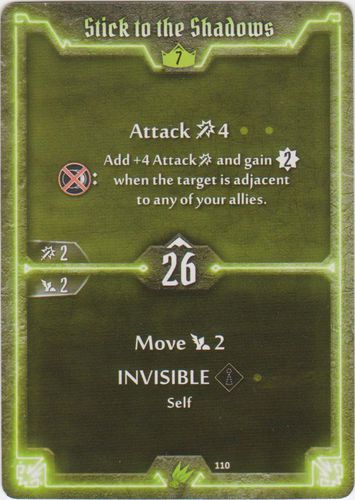 Stick to the Shadows
7
Attack 4
Add +4 Attack and gain 2
: when the target is adjacent
to any of your allies.
2
26
2
Move 2
INVISIBLE
Self
110